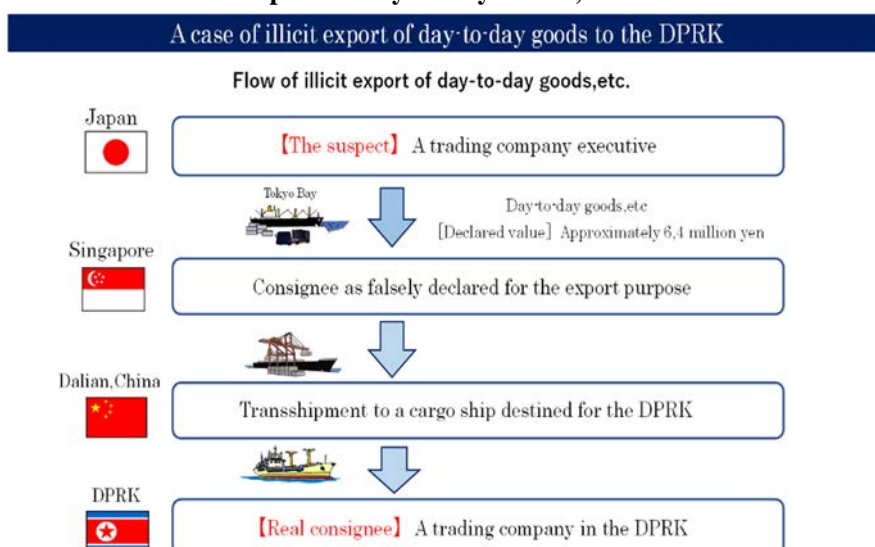 A case of illicit export of day-to-day goods to the DPRK
Flow of illicit export of day-to-day goods,etc.
Japan
【The suspect】 A trading company executive
Tokyo Bay
Day-to-day goods,etc
[Declared value] Approximately 6,4 million yen
Singapore
Consignee as falsely declared for the export purpose
Dalian,China
Transshipment to a cargo ship destined for the DPRK
DPRK
【Real consignee】 A trading company in the DPRK